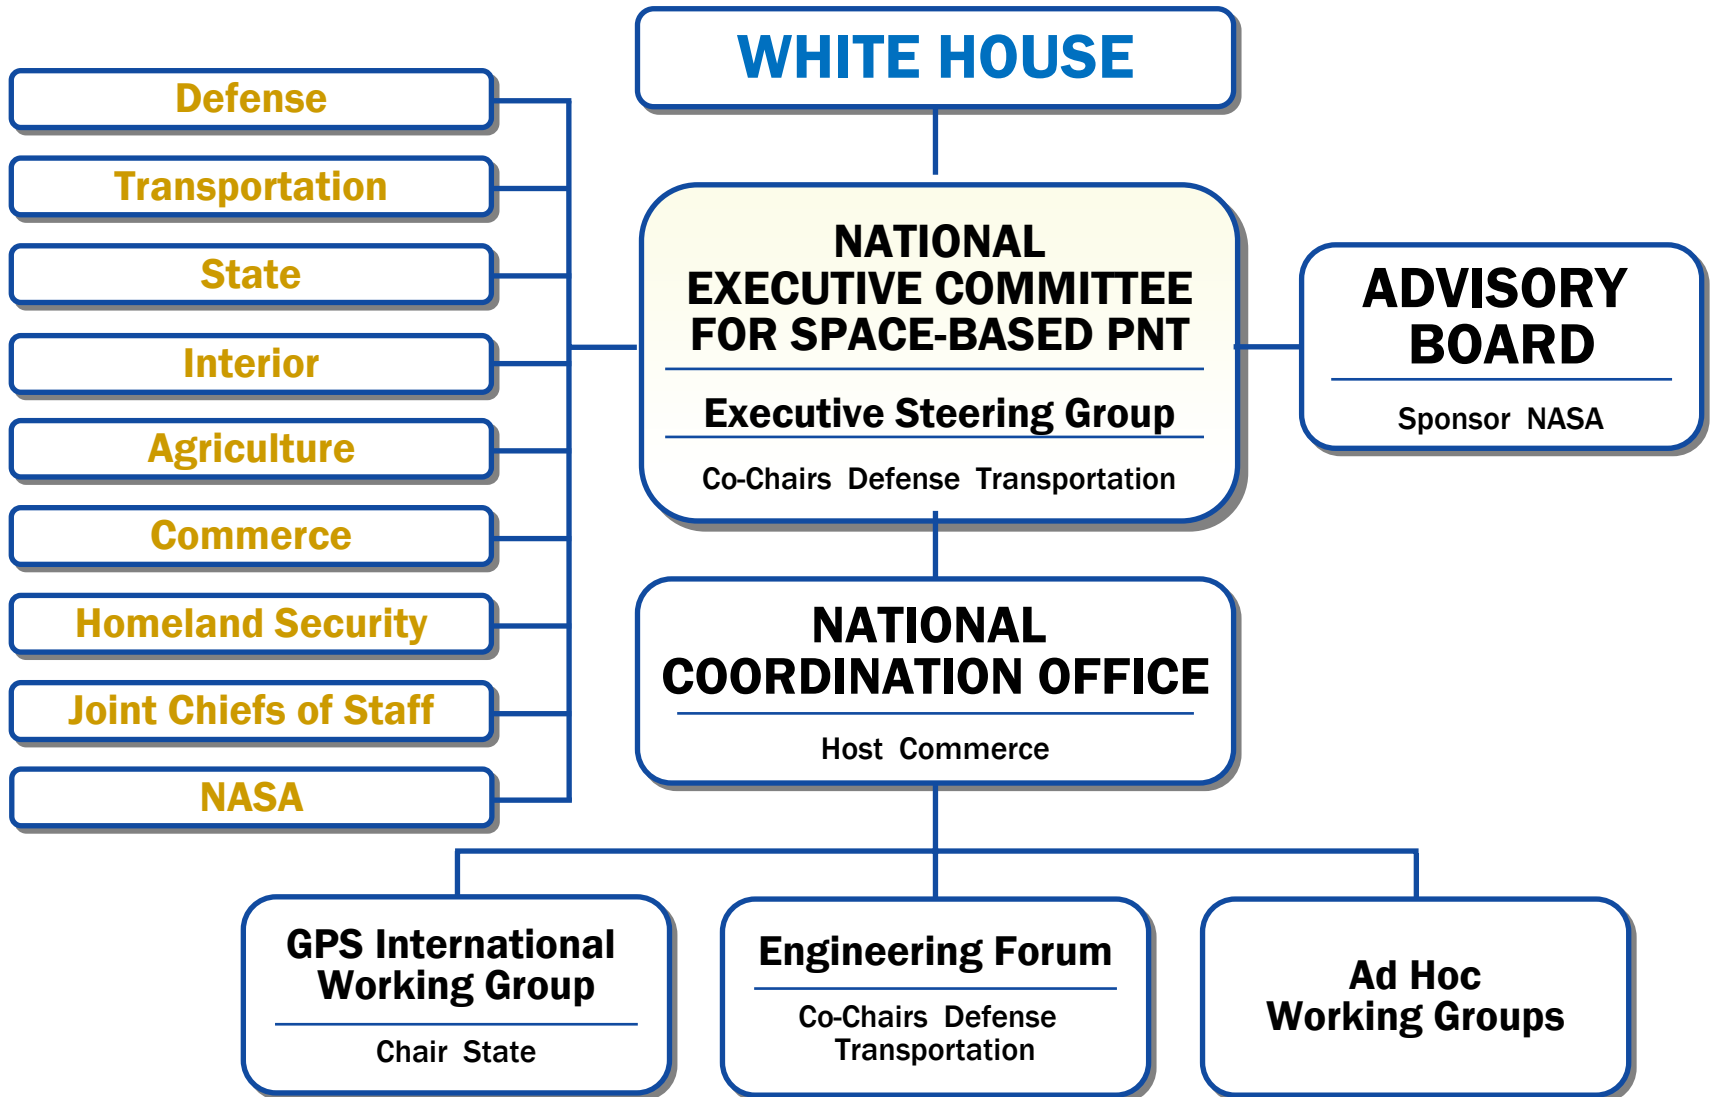 WHITE HOUSE
Defense
Transportation
State
Interior
Agriculture
Commerce
Homeland Security
Joint Chiefs of Staff
NASA
NATIONAL
EXECUTIVE COMMITTEE
FOR SPACE-BASED PNT
Executive Steering Group
Co-Chairs Defense Transportation
ADVISORY
BOARD
Sponsor NASA
NATIONAL
COORDINATION OFFICE
Host Commerce
GPS International
Working Group
Chair State
Engineering Forum
Co-Chairs Defense
Transportation
Ad Hoc
Working Groups